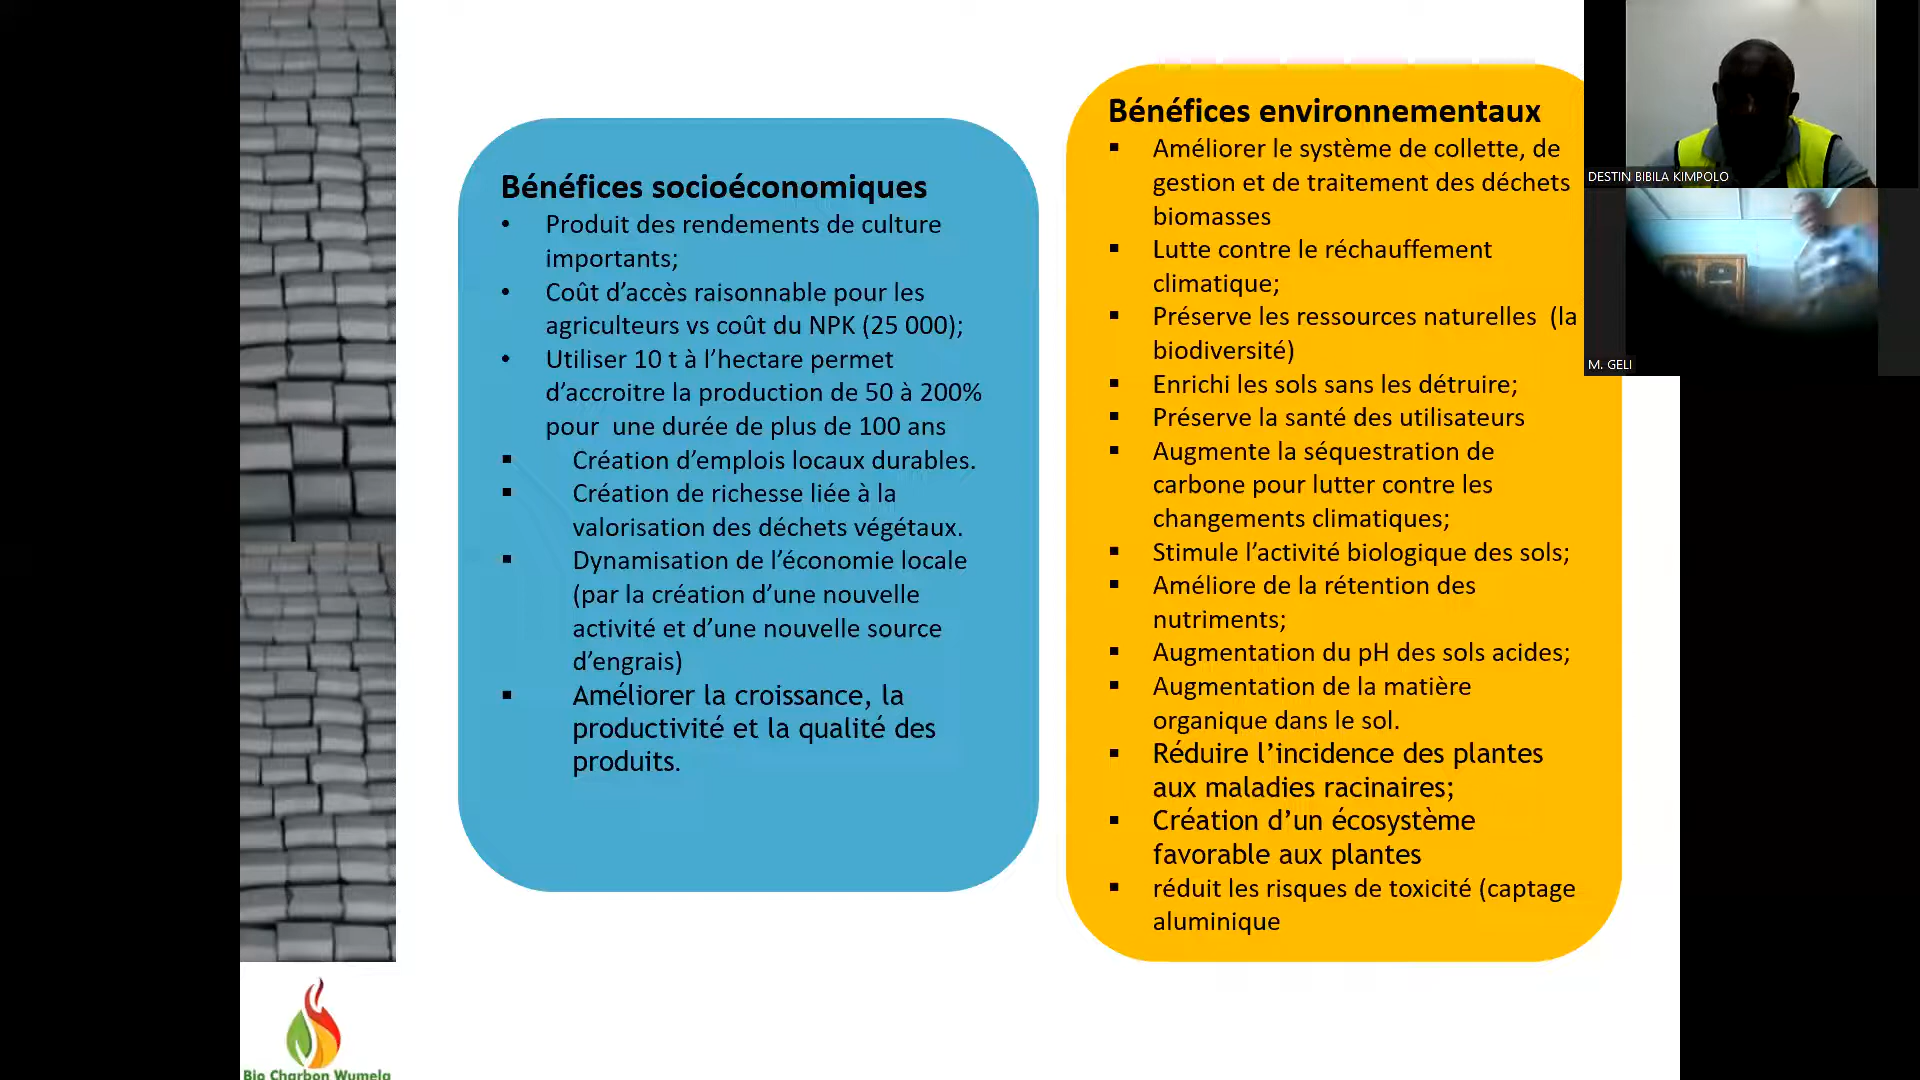 Bénéfices socioéconomiques
• Produit des rendements de culture
importants;
• Coût d’accès raisonnable pour les
agriculteurs vs coût du NPK (25 000);
• Utiliser 10 t à l’hectare permet
d’accroitre la production de 50 à 200%
pour une durée de plus de 100 ans
▪ Création d’emplois locaux durables.
▪ Création de richesse liée à la
valorisation des déchets végétaux.
▪ Dynamisation de l’économie locale
(par la création d’une nouvelle
activité et d’une nouvelle source
d’engrais)
▪ Améliorer la croissance, la
productivité et la qualité des
produits.
Bénéfices environnementaux
▪ Améliorer le système de collette, de
gestion et de traitement des déchets
biomasses
▪ Lutte contre le réchauffement
climatique;
▪ Préserve les ressources naturelles (la
biodiversité)
▪ Enrichi les sols sans les détruire;
▪ Préserve la santé des utilisateurs
▪ Augmente la séquestration de
carbone pour lutter contre les
changements climatiques;
▪ Stimule l’activité biologique des sols;
▪ Améliore de la rétention des
nutriments;
▪ Augmentation du pH des sols acides;
▪ Augmentation de la matière
organique dans le sol.
▪ Réduire l’incidence des plantes
aux maladies racinaires;
▪ Création d’un écosystème
favorable aux plantes
▪ réduit les risques de toxicité (captage
aluminique
DESTIN BIBILA KIMPOLO
M. GELI
Bio Charbon Wumela